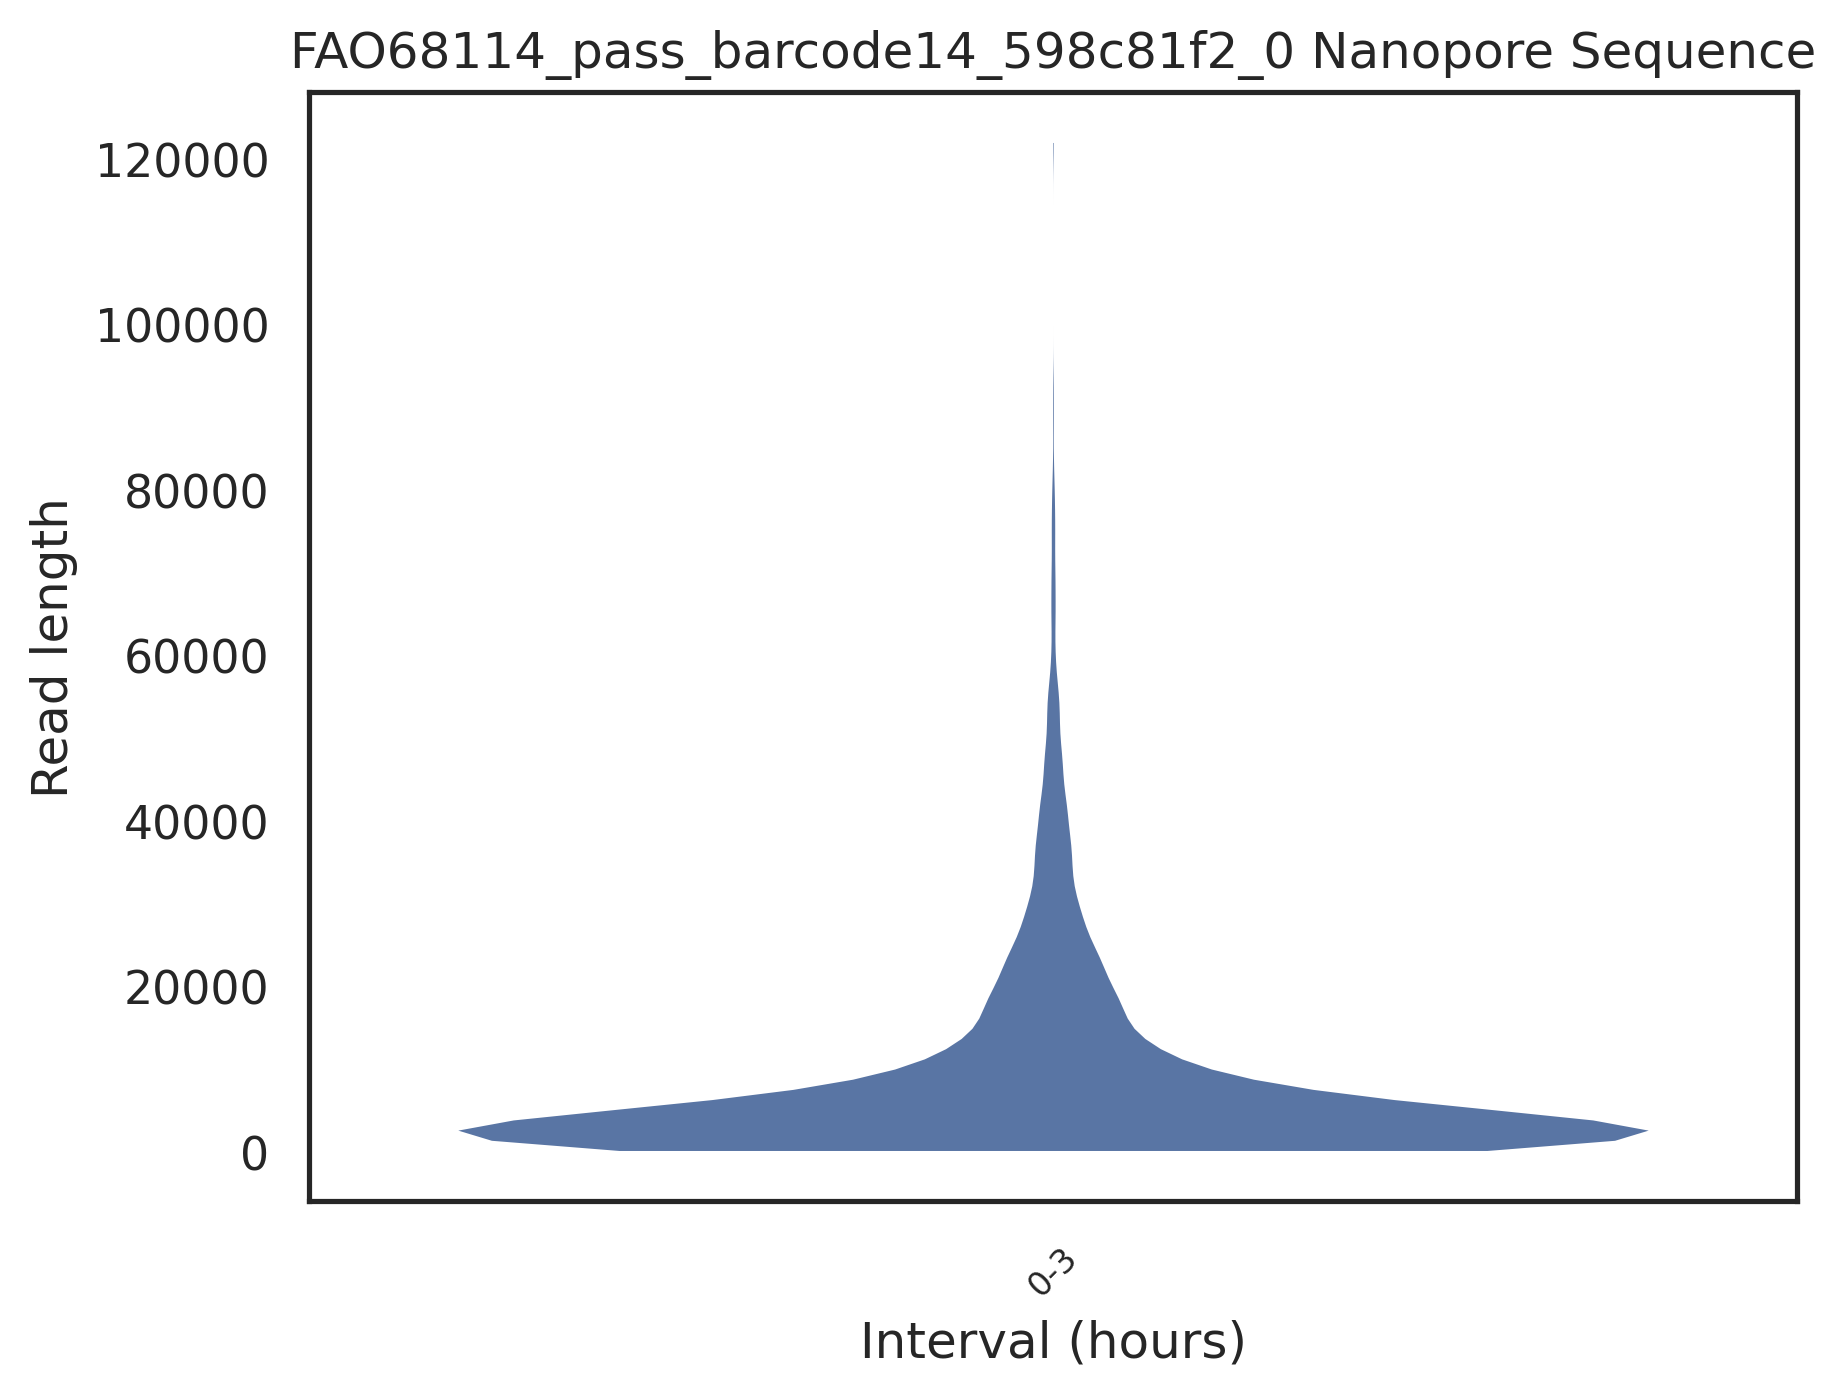 FAO68114_pass_barcode14_598c81f2_0 Nanopore Sequence
120000
100000
80000
60000
40000
20000
0
Read length
0-3
Interval (hours)